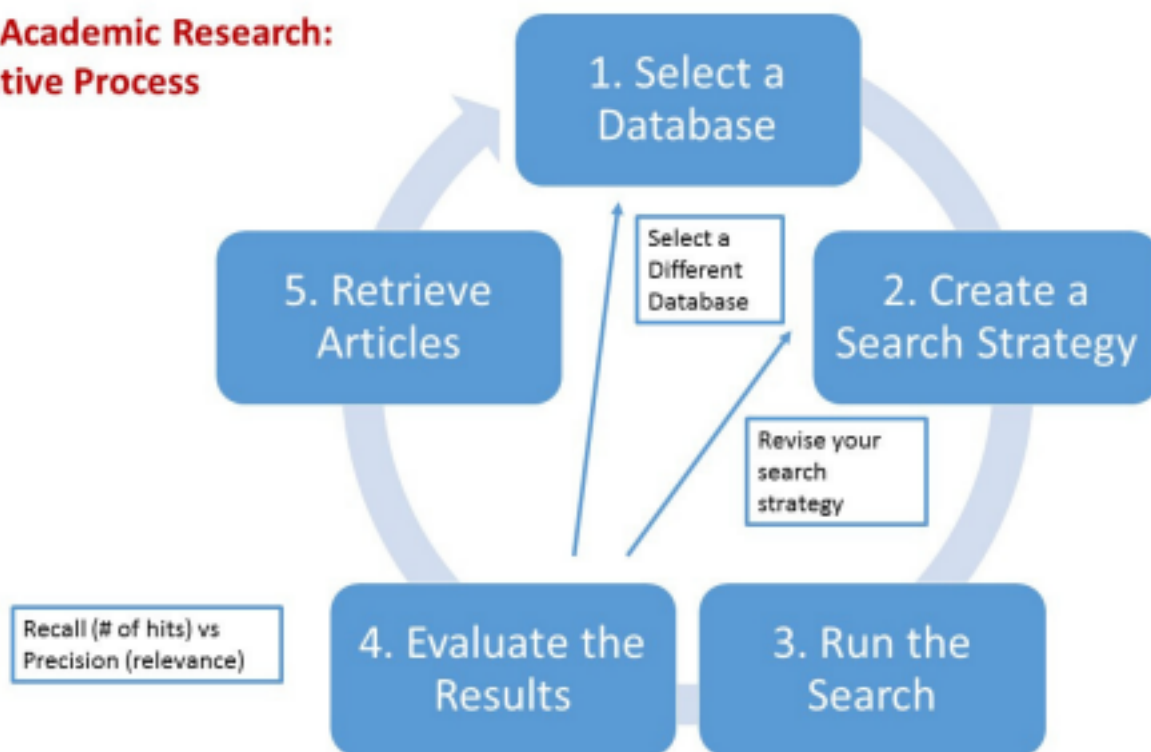 Academic Research:
tive Process
1. Select a
Database
Select a
Different
Database
2. Create a
Search Strategy
5. Retrieve
Articles
Revise your
search
strategy
Recall (# of hits) vs
Precision (relevance)
4. Evaluate the
Results
3. Run the
Search